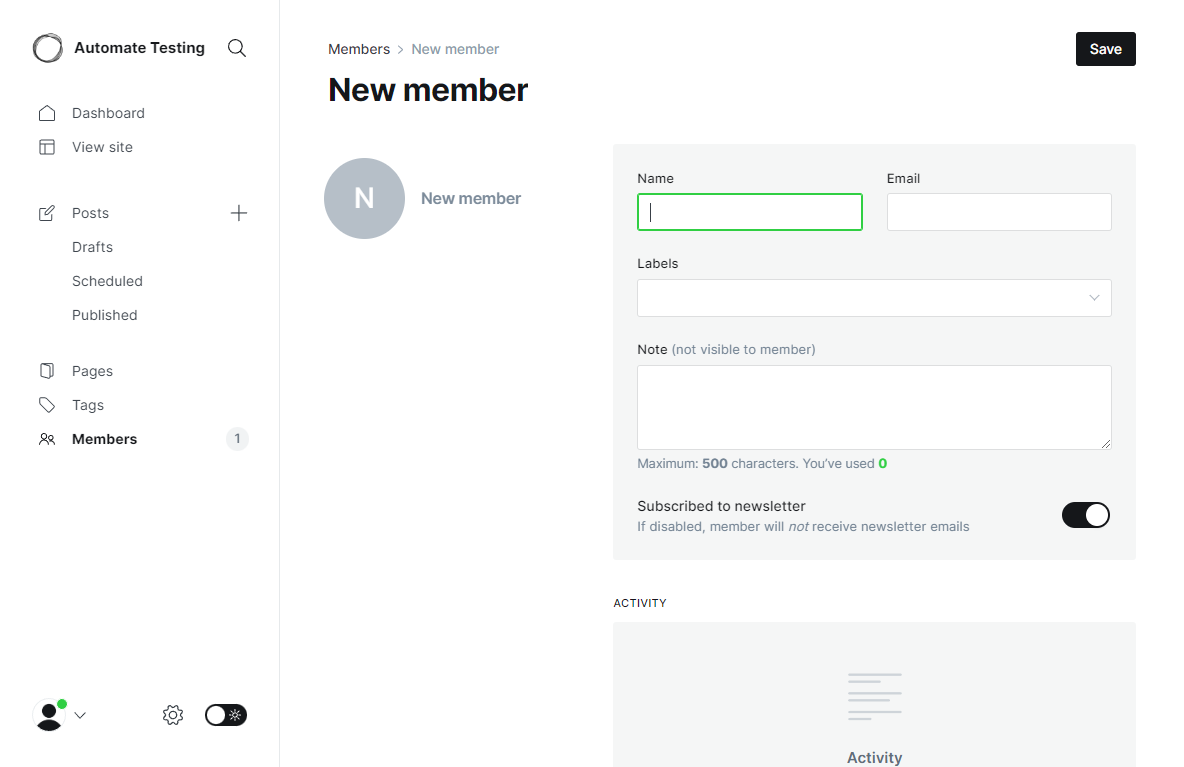 Automate Testing
Dashboard
View site
Posts
Drafts
Scheduled
Published
Pages
Tags
Members 1
Members > New member
New member
Save
N New member
Name Email
Labels
Note (not visible to member)
Maximum: 500 characters. You've used 0
Subscribed to newsletter
If disabled, member will not receive newsletter emails
ACTIVITY
Activity